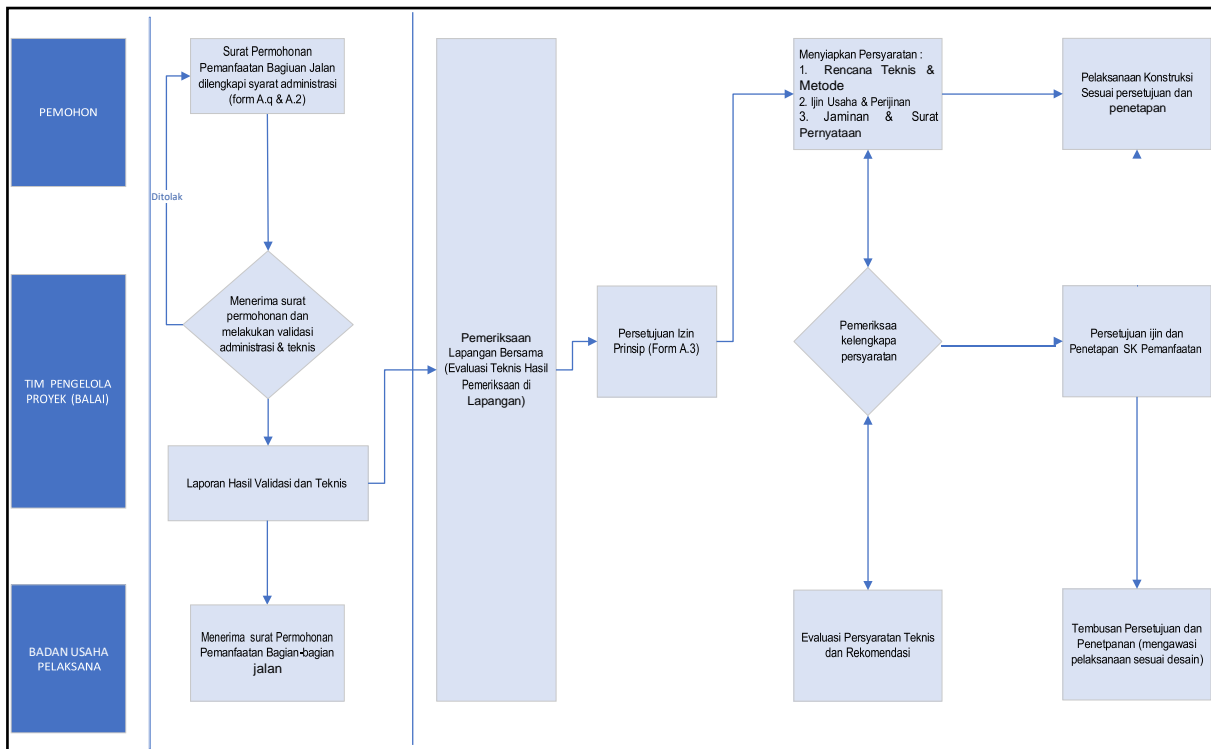 PEMOHON
TIM PENGELOLA
PROYEK (BALAI)
BADAN USAHA
PELAKSANA
Surat Permohonan
Pemanfaatan Bagiuan Jalan
dilengkapi syarat administrasi
(form A.q & A.2)
Ditolak
Menerima surat
permohonan dan
melakukan validasi
administrasi & teknis
Laporan Hasil Validasi dan Teknis
Menerima surat Permohonan
Pemanfaatan Bagian-bagian
jalan
Pemeriksaan
Lapangan Bersama
(Evaluasi Teknis Hasil
Pemeriksaan di
Lapangan)
Persetujuan Izin
Prinsip (Form A.3)
Menyiapkan Persyaratan :
1. Rencana Teknis &
Metode
2. Ijin Usaha & Perijinan
3. Jaminan & Surat
Pernyataan
Pemeriksaa
kelengkapa
persyaratan
Evaluasi Persyaratan Teknis
dan Rekomendasi
Pelaksanaan Konstruksi
Sesuai persetujuan dan
penetapan
Persetujuan ijin dan
Penetapan SK Pemanfaatan
Tembusan Persetujuan dan
Penetpanan (mengawasi
pelaksanaan sesuai desain)